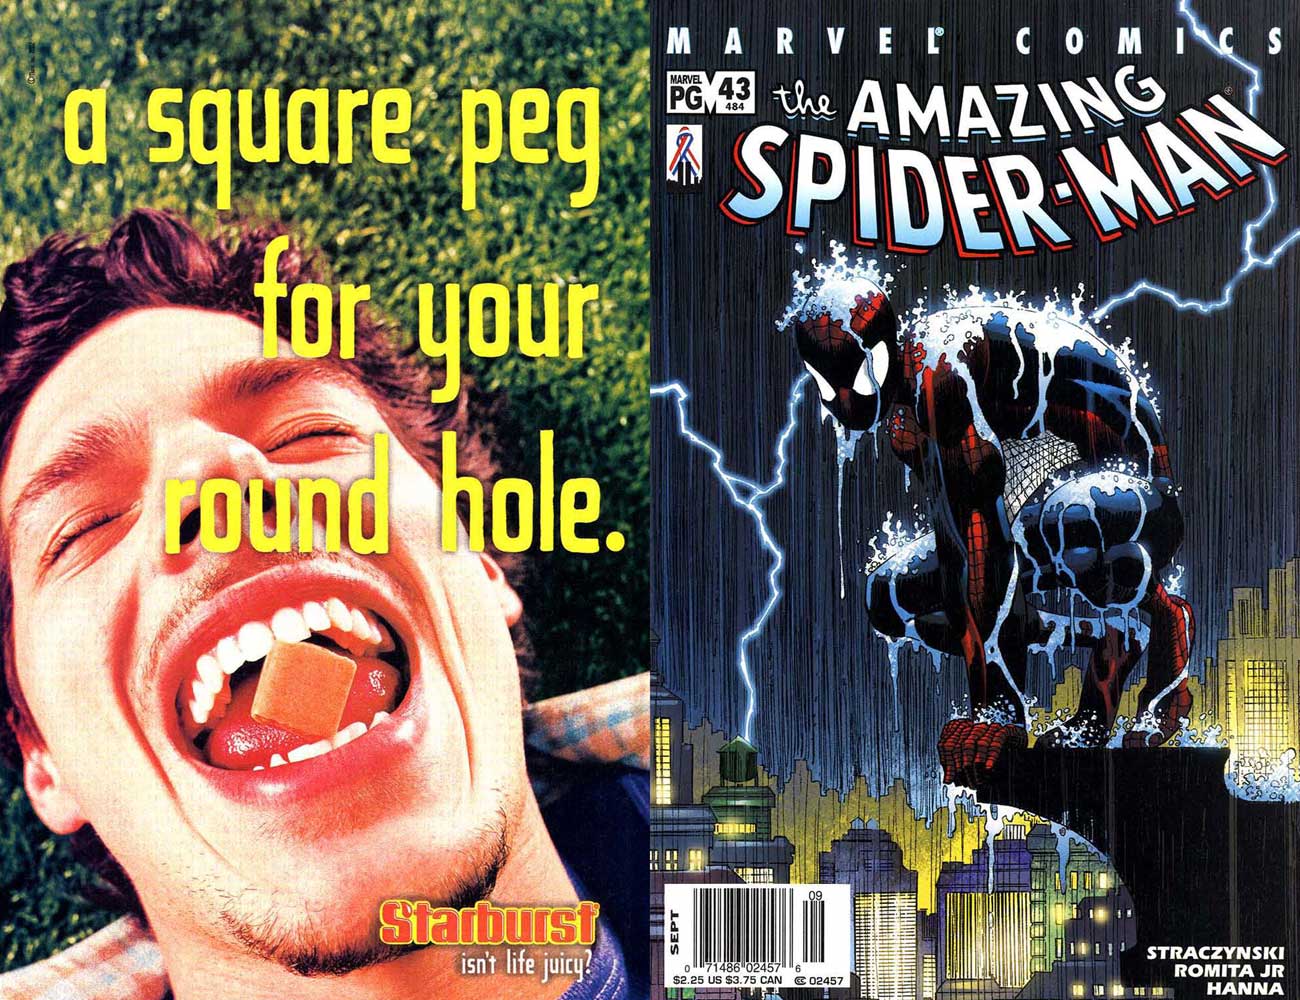 a square peg
for your
round hole.
Starburst®
isn't life juicy?
MARVEL® COMICS
MARVEL
PG
43
484
the AMAZING
SPIDER-MAN®
SEPT
09
0 71486 02457 6
$2.25 US $3.75 CAN CC 02457
STRACZYNSKI
ROMITA JR
HANNA